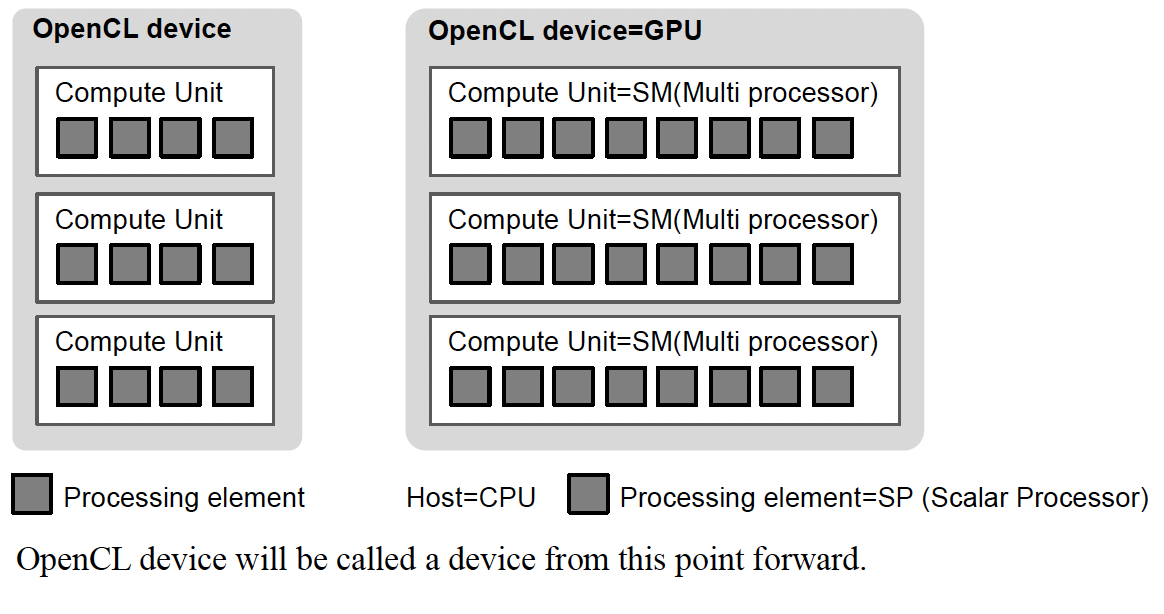 OpenCL device
Compute Unit
Compute Unit
Compute Unit
Processing element
OpenCL device=GPU
Compute Unit=SM(Multi processor)
Compute Unit=SM(Multi processor)
Compute Unit=SM(Multi processor)
Host=CPU
Processing element=SP (Scalar Processor)
OpenCL device will be called a device from this point forward.